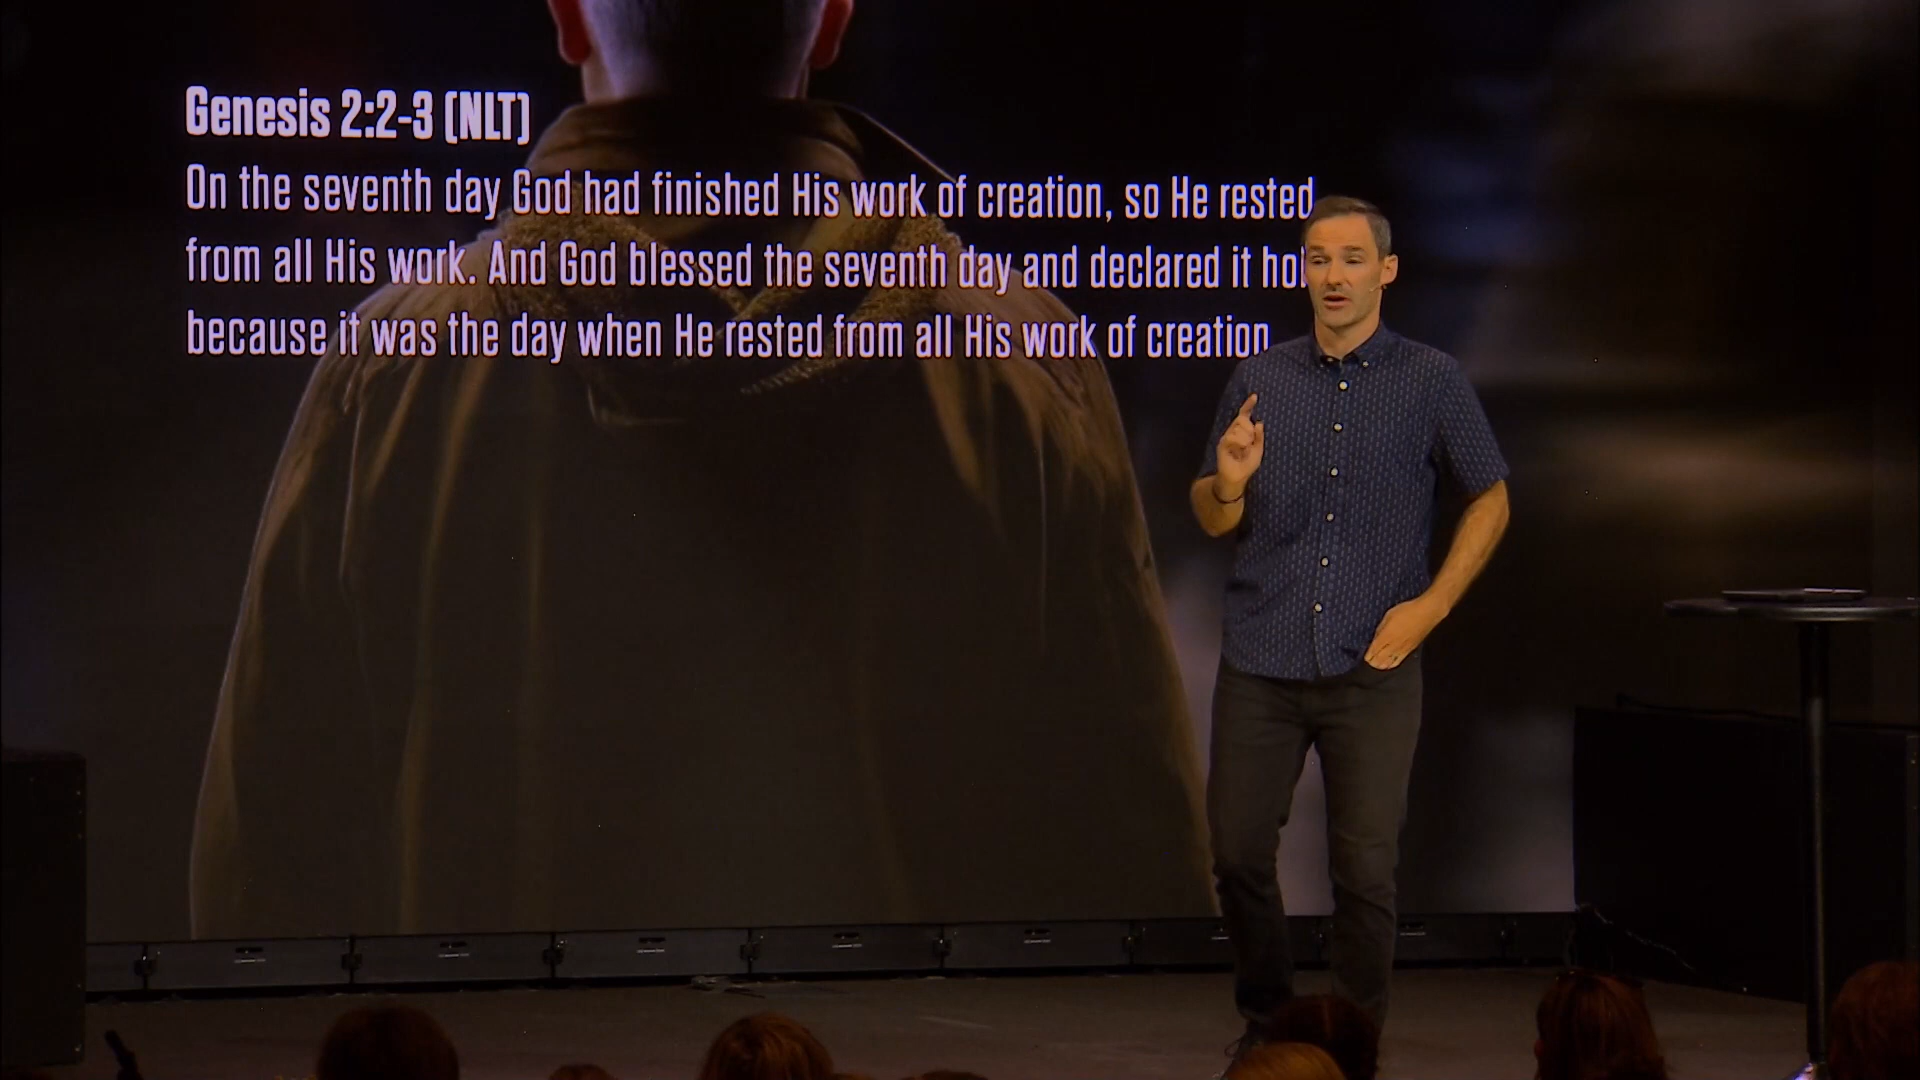 Genesis 2:2-3 (NLT)
On the seventh day God had finished His work of creation, so He rested
from all His work. And God blessed the seventh day and declared it
because it was the day when He rested from all His work of creation